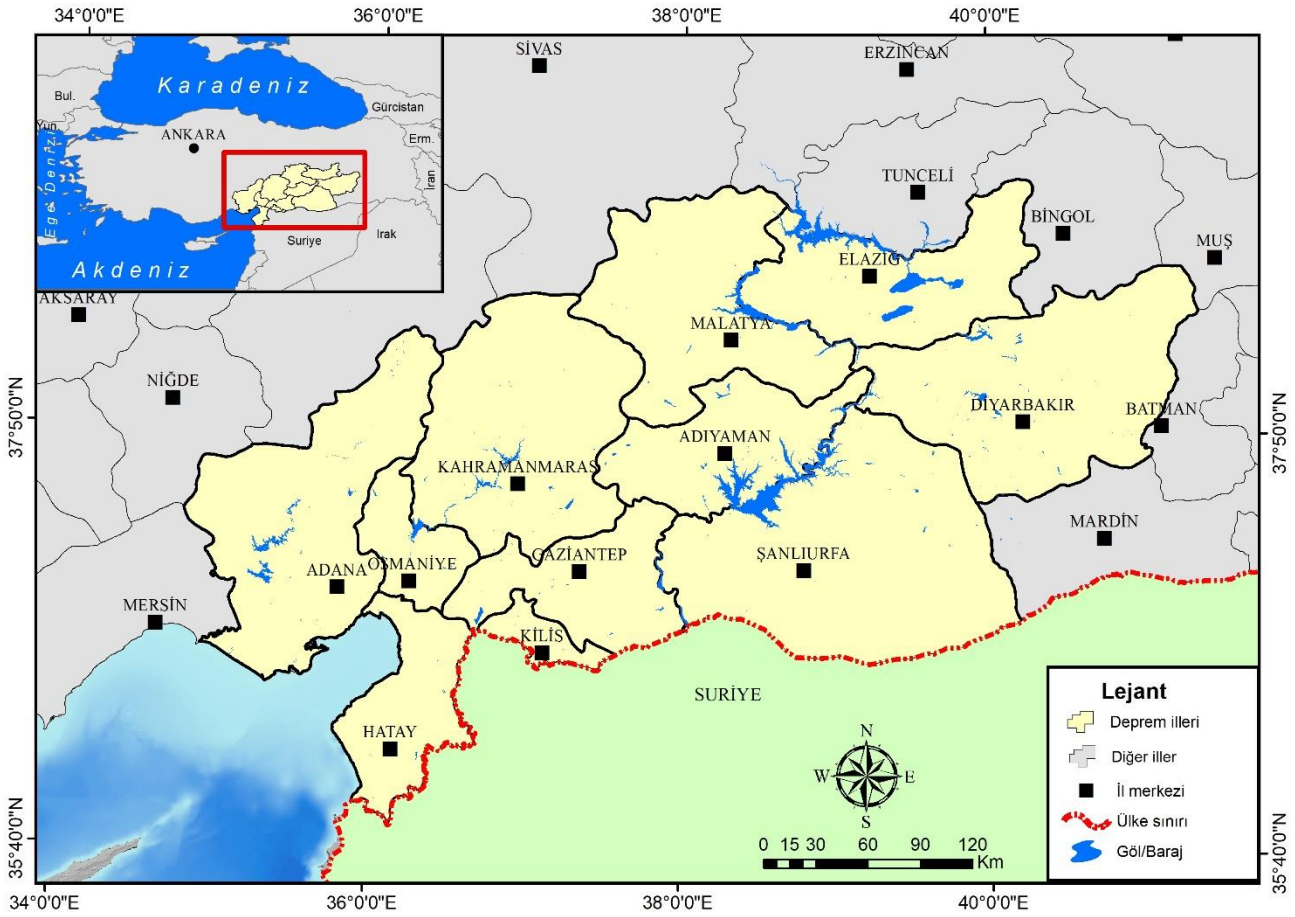 34°0'0"E
36°0'0"E
38°0'0"E
40°0'0"E
Karadeniz
Bul.
Gürcistan
Yun.
ANKARA
Erm.
Ege Denizi
İran
Suriye
Irak
Akdeniz
SİVAS
ERZİNCAN
TUNCELİ
BİNGOL
MUŞ
ELAZIĞ
AKSARAY
MALATYA
NİĞDE
37°50'0"N
37°50'0"N
DİYARBAKIR
BATMAN
ADIYAMAN
KAHRAMANMARAŞ
MARDİN
GAZİANTEP
ŞANLIURFA
ADANA
OSMANİYE
MERSİN
KİLİS
SURİYE
HATAY
N
W
E
S
0 15 30 60 90 120
Km
Lejant
Deprem illeri
Diğer iller
İl merkezi
Ülke sınırı
Göl/Baraj
35°40'0"N
35°40'0"N
34°0'0"E
36°0'0"E
38°0'0"E
40°0'0"E